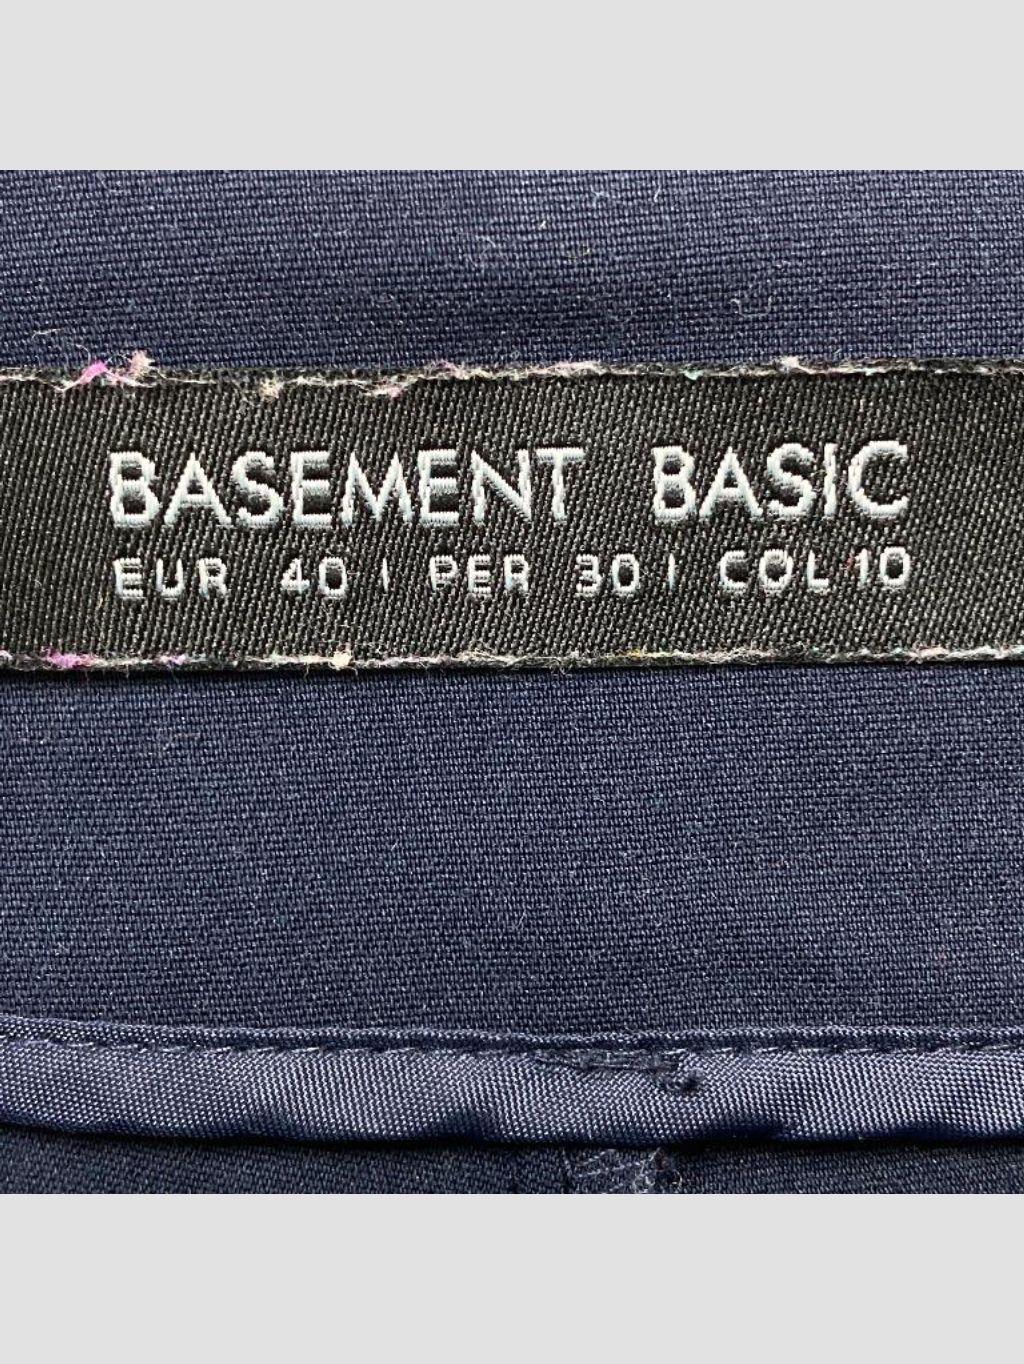 BASEMENT BASIC
EUR 40 | PER 30 | COL 10